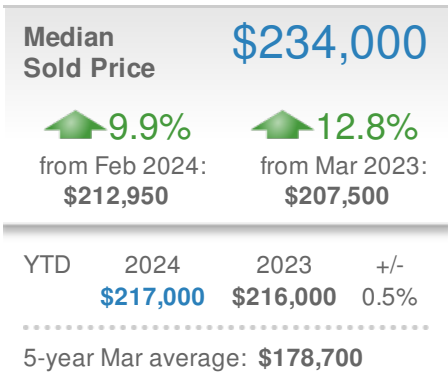 Median
Sold Price
$234,000
9.9%
12.8%
from Feb 2024:
from Mar 2023:
$212,950
$207,500
YTD 2024 2023 +/-
$217,000 $216,000 0.5%
5-year Mar average: $178,700